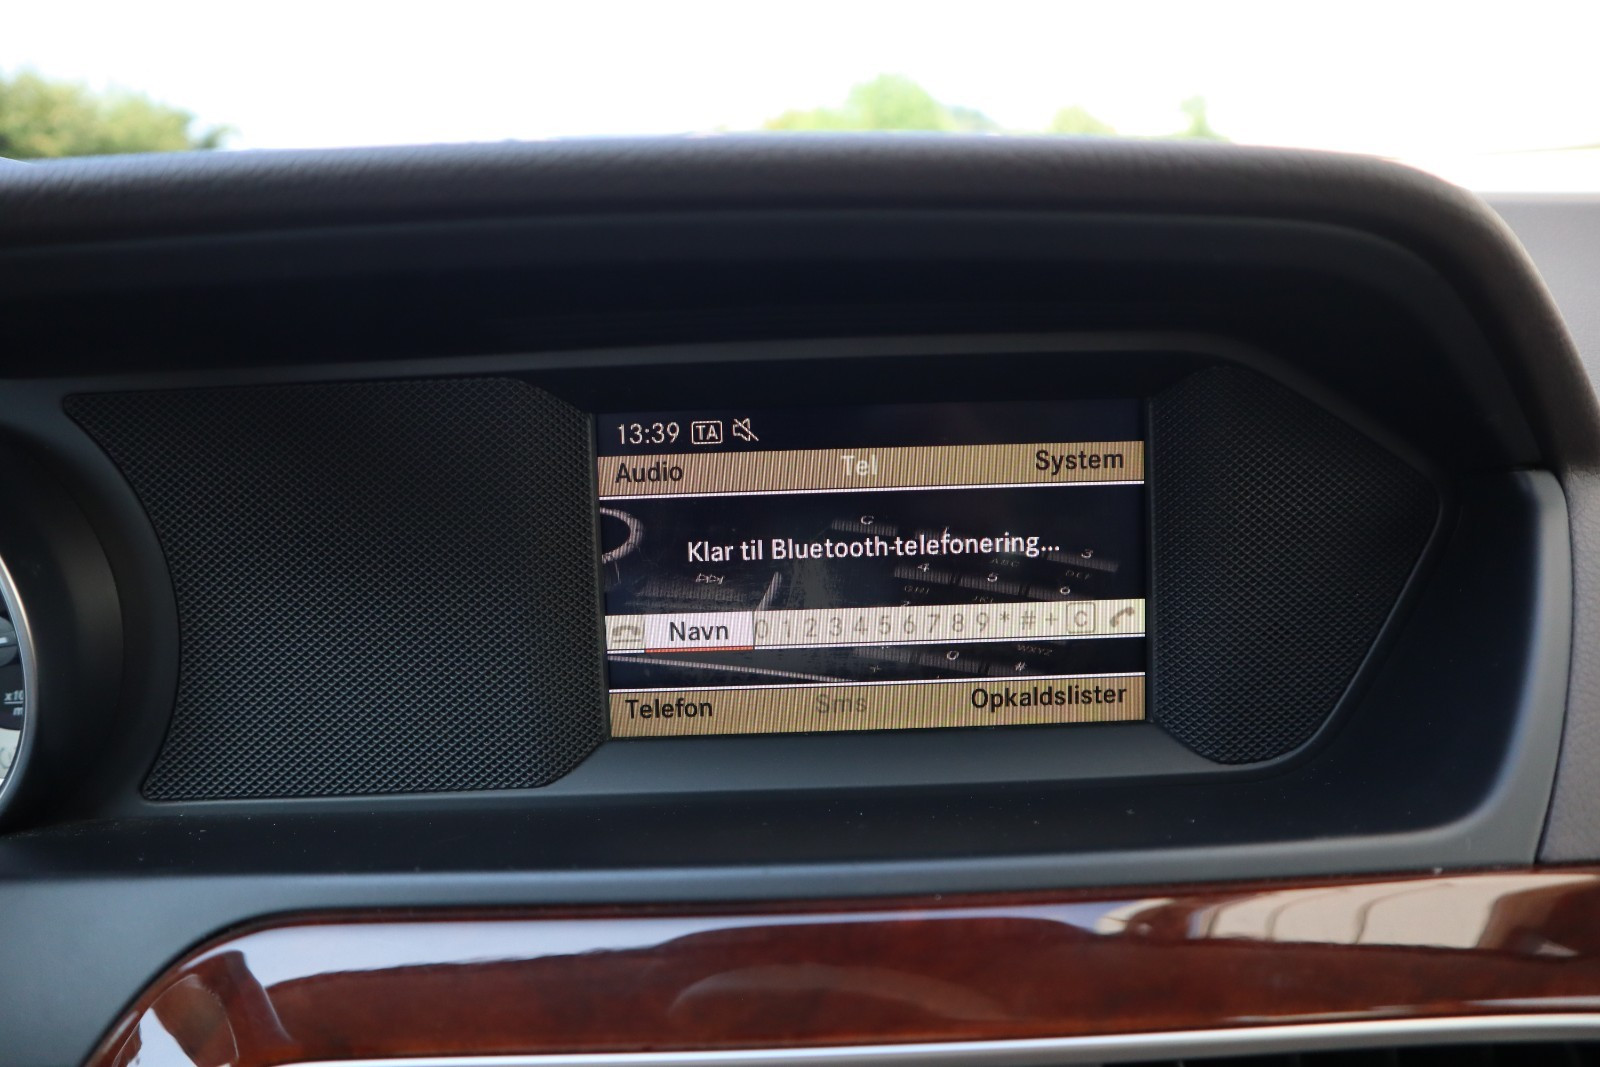 13:39 TA
Audio Tel System
Klar til Bluetooth-telefonering...
Navn 0 1 2 3 4 5 6 7 8 9 * # + C
Telefon Sms Opkaldslister